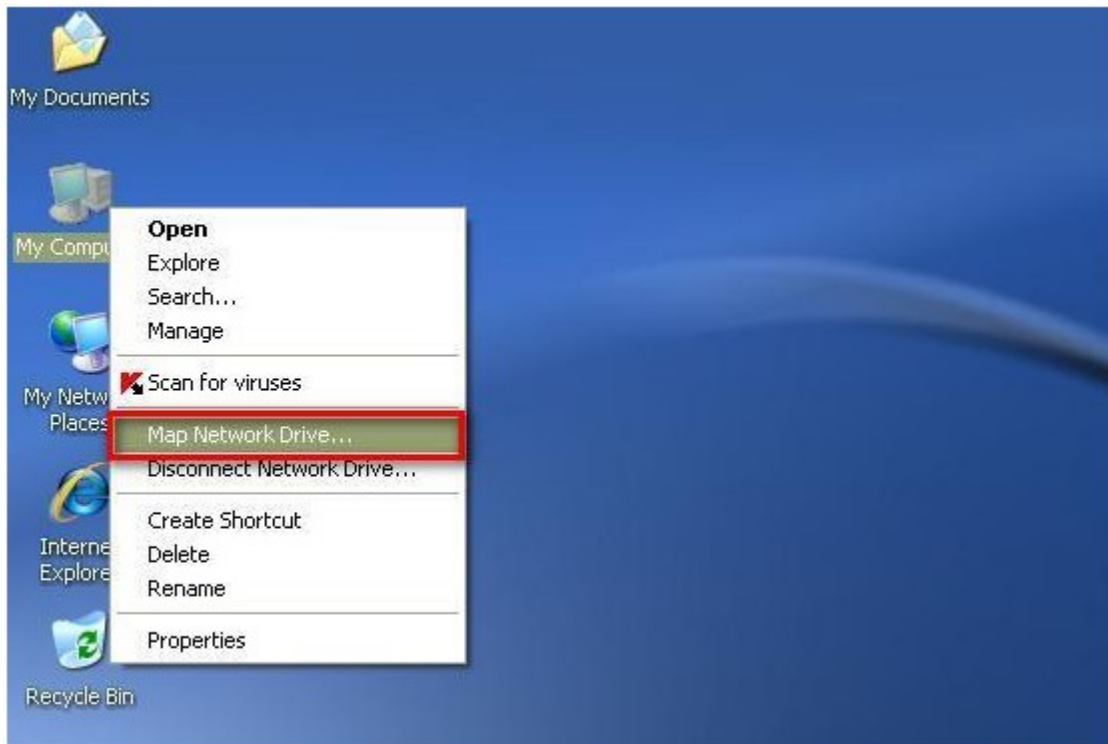 My Documents
My Compu
My Netw
Places
Interne
Explore
Recycle Bin
Open
Explore
Search...
Manage
Scan for viruses
Map Network Drive...
Disconnect Network Drive...
Create Shortcut
Delete
Rename
Properties